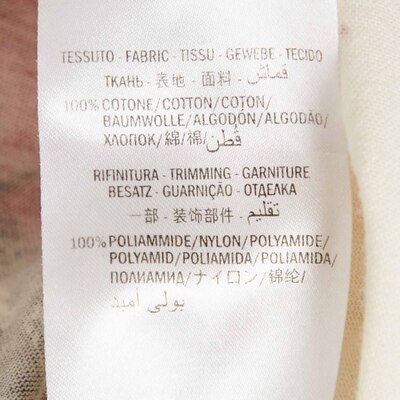 TESSUTO - FABRIC - TISSU - GEWEBE - TECIDO
ТКАНЬ - 表地 - 面料 - قماش
100% COTONE/COTTON/COTON/
BAUMWOLLE/ALGODÓN/ALGODÃO/
ХЛОПОК/綿/棉/قطن
RIFINITURA - TRIMMING - GARNITURE
BESATZ - GUARNIÇÃO - ОТДЕЛКА
一部 - 装饰部件 - تقليم
100% POLIAMMIDE/NYLON/POLYAMIDE/
POLYAMID/POLIAMIDA/POLIAMIDA/
ПОЛИАМИД/ナイロン/锦纶/
بولي أميد